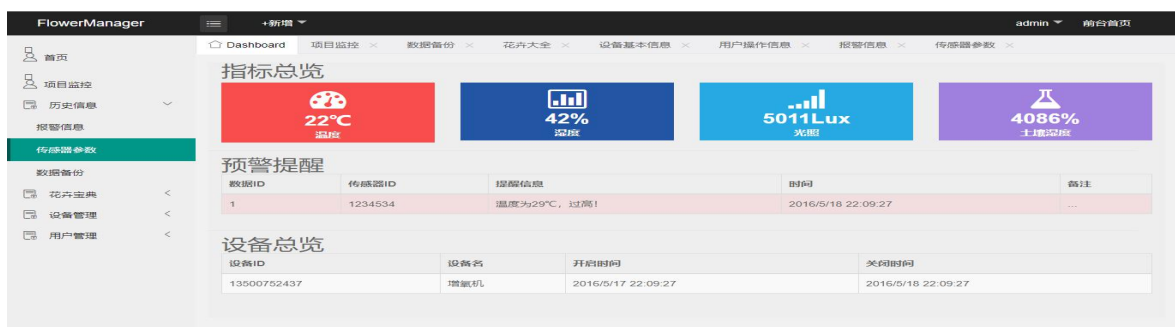 FlowerManager
+新增
admin
前台首页
首页
项目监控
历史信息
报警信息
传感器参数
数据备份
花卉宝典
设备管理
用户管理
Dashboard 项目监控 数据备份 花卉大全 设备基本信息 用户操作信息 报警信息 传感器参数
指标总览
22℃
温度
42%
湿度
5011Lux
光照
4086%
土壤湿度
预警提醒
数据ID 传感器ID 提醒信息 时间 备注
1 1234534 温度为29℃,过高! 2016/5/18 22:09:27 ...
设备总览
设备ID 设备名 开启时间 关闭时间
13500752437 增氧机 2016/5/17 22:09:27 2016/5/18 22:09:27